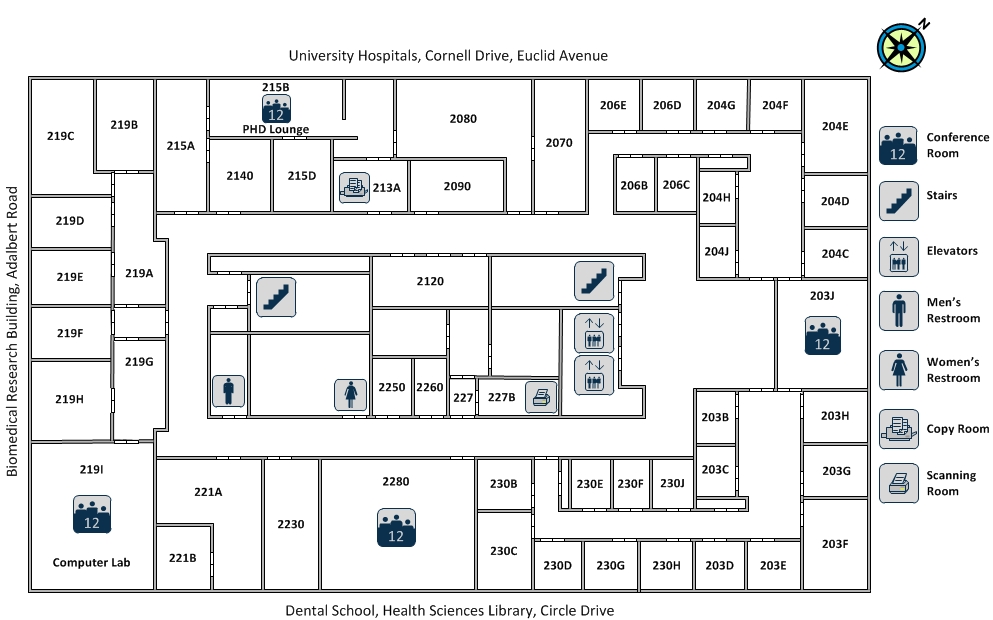 N
University Hospitals, Cornell Drive, Euclid Avenue
Biomedical Research Building, Adalbert Road
219C
219B
215A
215B
12
PHD Lounge
2140
215D
213A
2080
2090
2070
206E
206D
204G
204F
204E
206B
206C
204H
204J
204D
204C
219D
219E
219A
219F
219G
219H
2120
2250
2260
227
227B
203J
12
203B
203C
203H
203G
203F
219I
12
Computer Lab
221A
221B
2230
2280
12
230B
230C
230E
230F
230J
230D
230G
230H
203D
203E
Dental School, Health Sciences Library, Circle Drive
12
Conference
Room
Stairs
Elevators
Men's
Restroom
Women's
Restroom
Copy Room
Scanning
Room